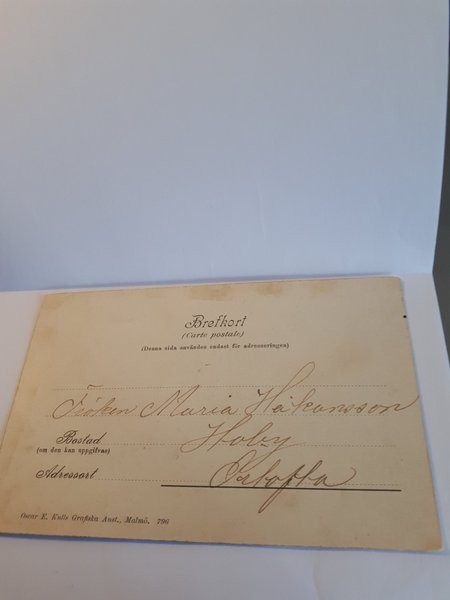 Brefkort
(Carte postale)
(Denna sida användes endast för adresseringen)
Fröken Maria Håkansson
Bostad
(om den kan uppgifvas)
Hoby
Adressort
Oscar E. Kulls Grafiska Anst., Malmö. 796